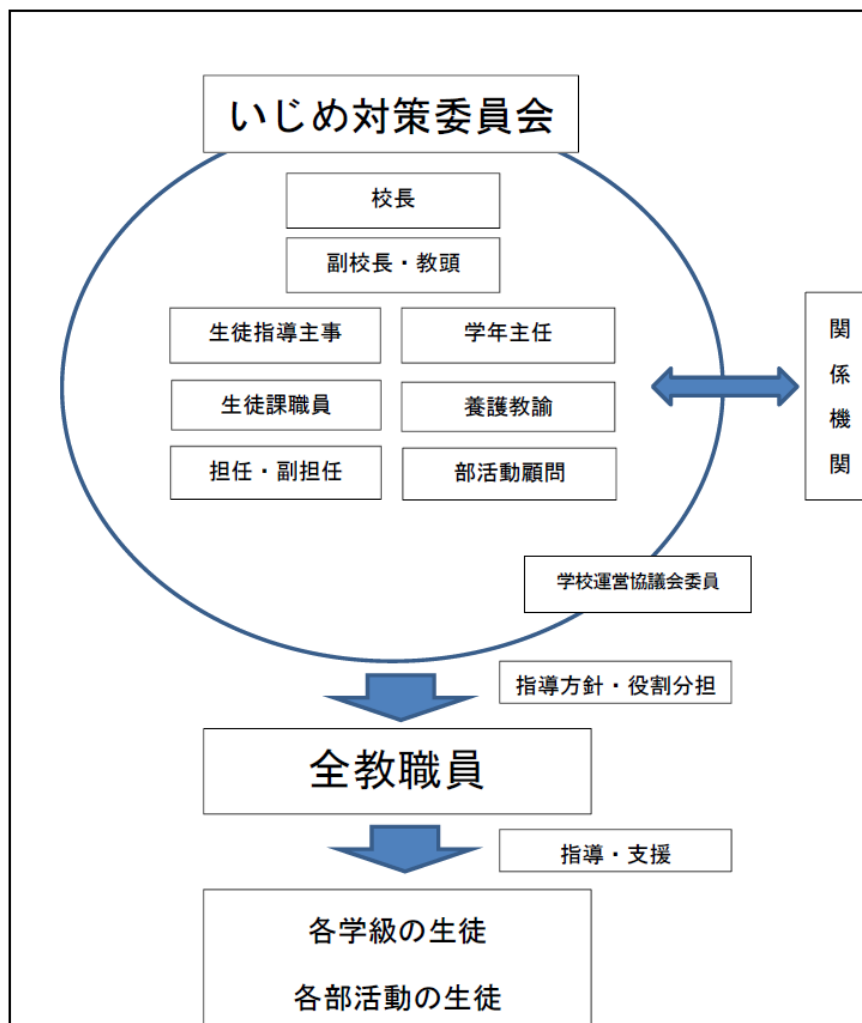 いじめ対策委員会
校長
副校長・教頭
生徒指導主事
学年主任
生徒課職員
養護教諭
担任・副担任
部活動顧問
関係機関
学校運営協議会委員
指導方針・役割分担
全教職員
指導・支援
各学級の生徒
各部活動の生徒